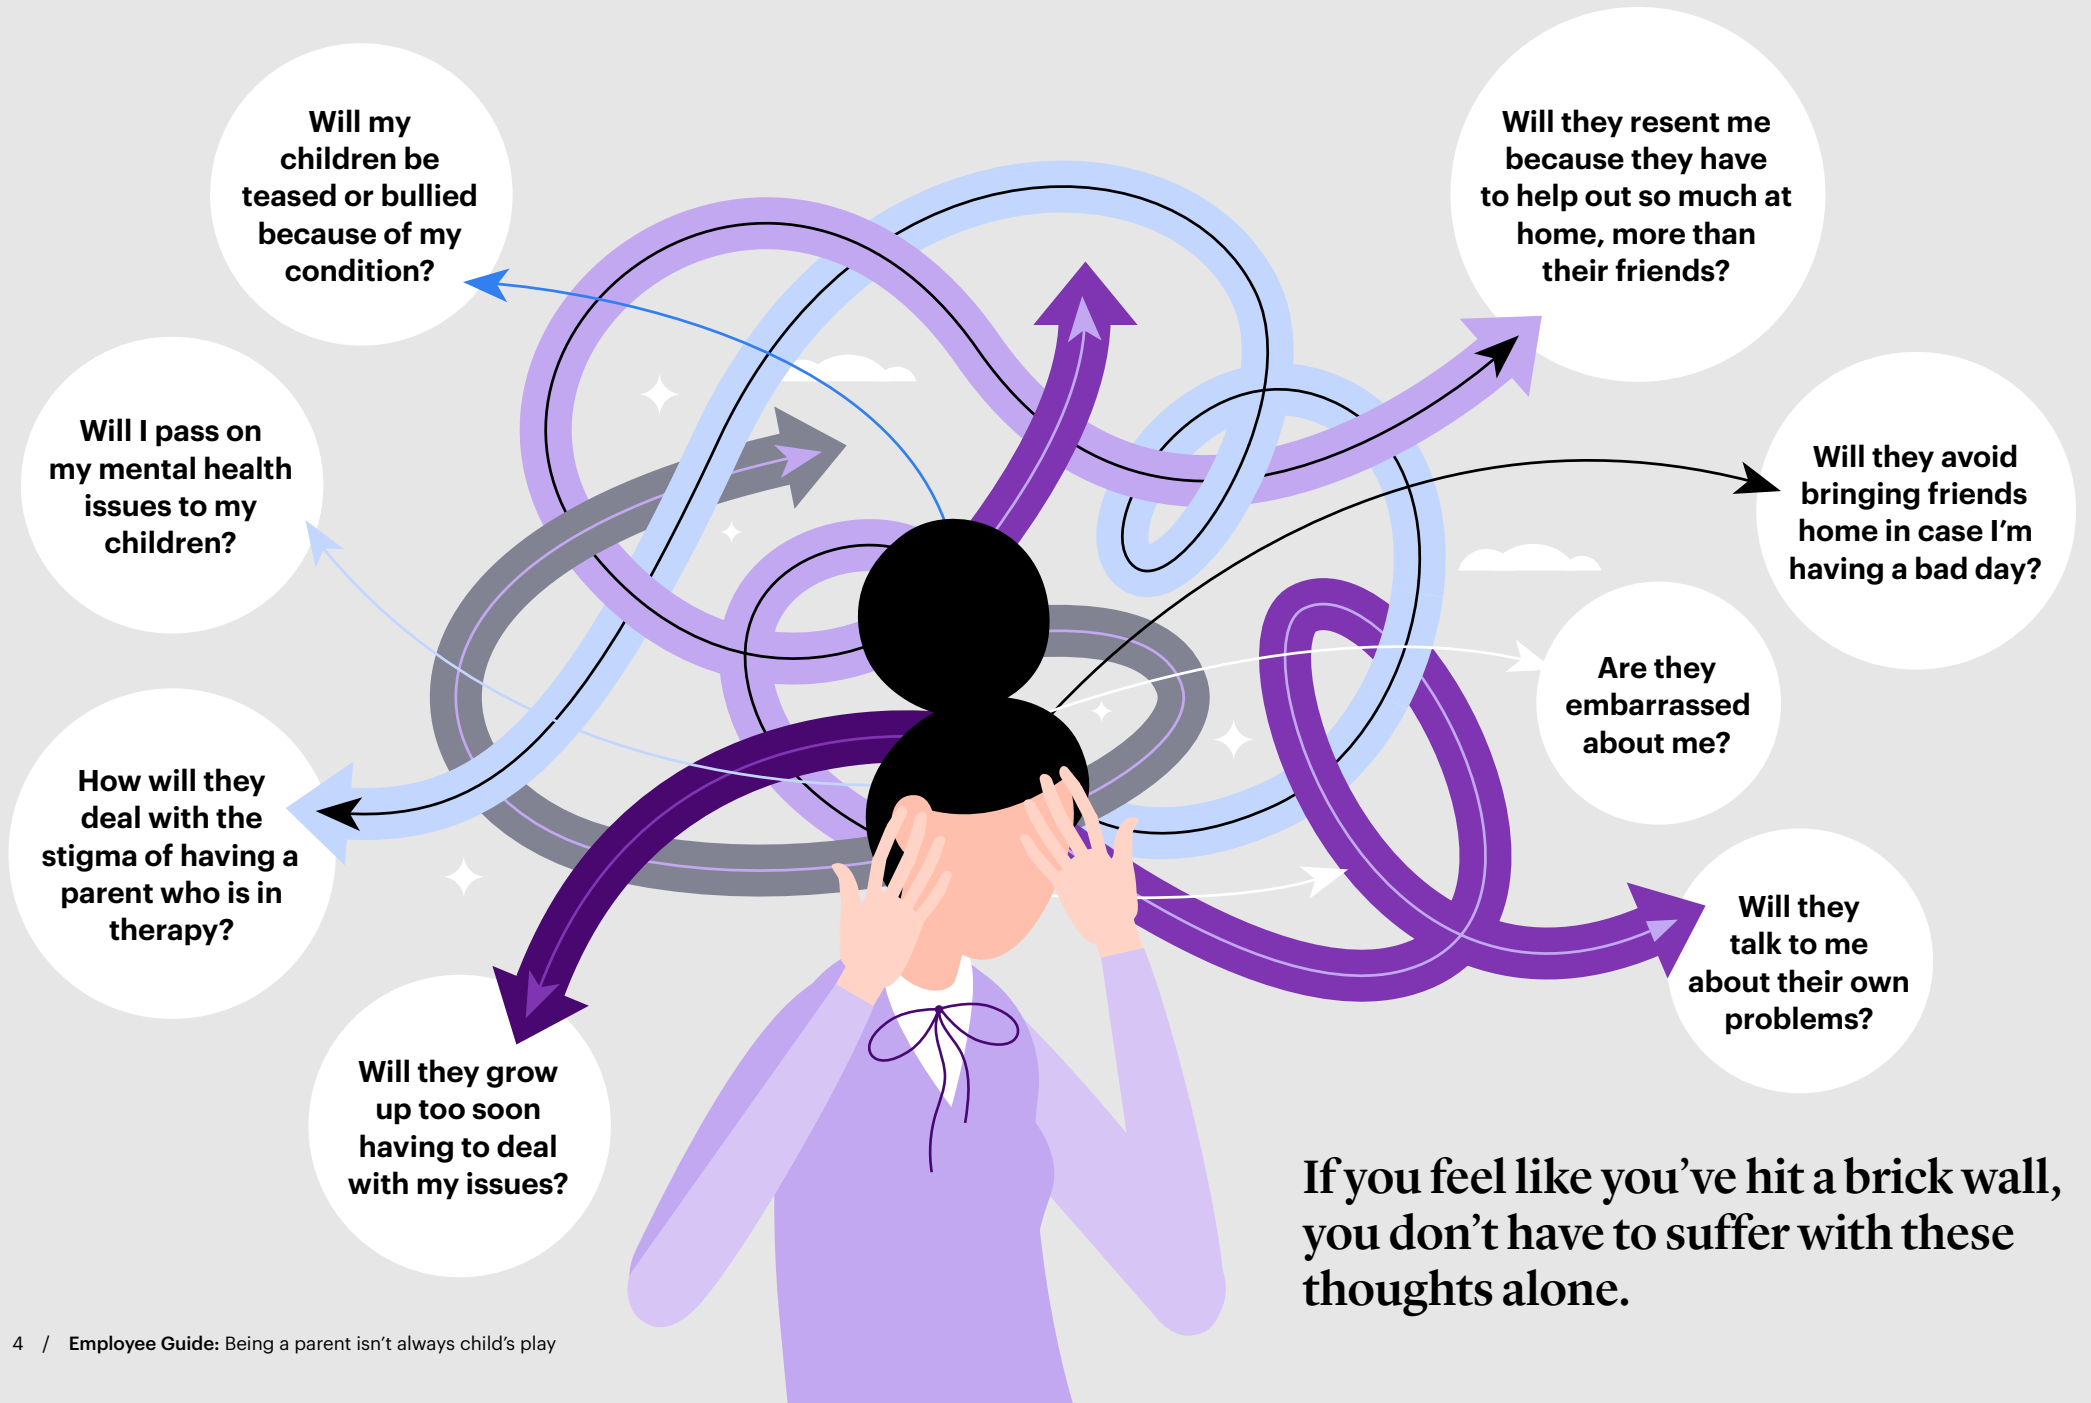 Will my
children be
teased or bullied
because of my
condition?
Will they resent me
because they have
to help out so much at
home, more than
their friends?
Will I pass on
my mental health
issues to my
children?
Will they avoid
bringing friends
home in case I'm
having a bad day?
Are they
embarrassed
about me?
How will they
deal with the
stigma of having a
parent who is in
therapy?
Will they
talk to me
about their own
problems?
Will they grow
up too soon
having to deal
with my issues?
If you feel like you've hit a brick wall,
you don't have to suffer with these
thoughts alone.
4 / Employee Guide: Being a parent isn't always child's play